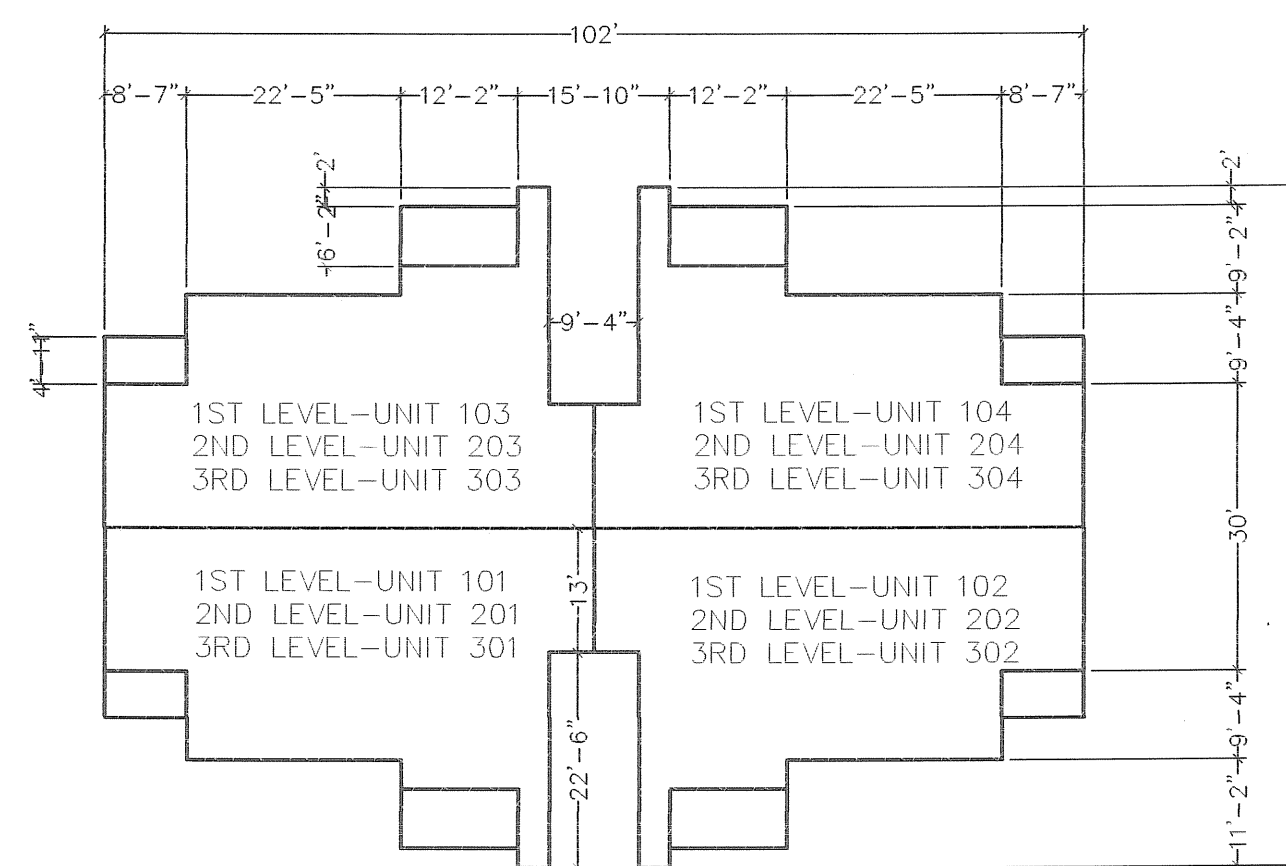 102'
8'-7" 22'-5" 12'-2" 15'-10" 12'-2" 22'-5" 8'-7"
2'
2'
6'-2"
9'-2"
9'-4"
9'-4"
1ST LEVEL-UNIT 103
2ND LEVEL-UNIT 203
3RD LEVEL-UNIT 303
1ST LEVEL-UNIT 104
2ND LEVEL-UNIT 204
3RD LEVEL-UNIT 304
30'
13'
1ST LEVEL-UNIT 101
2ND LEVEL-UNIT 201
3RD LEVEL-UNIT 301
1ST LEVEL-UNIT 102
2ND LEVEL-UNIT 202
3RD LEVEL-UNIT 302
9'-4"
22'-6"
11'-2"